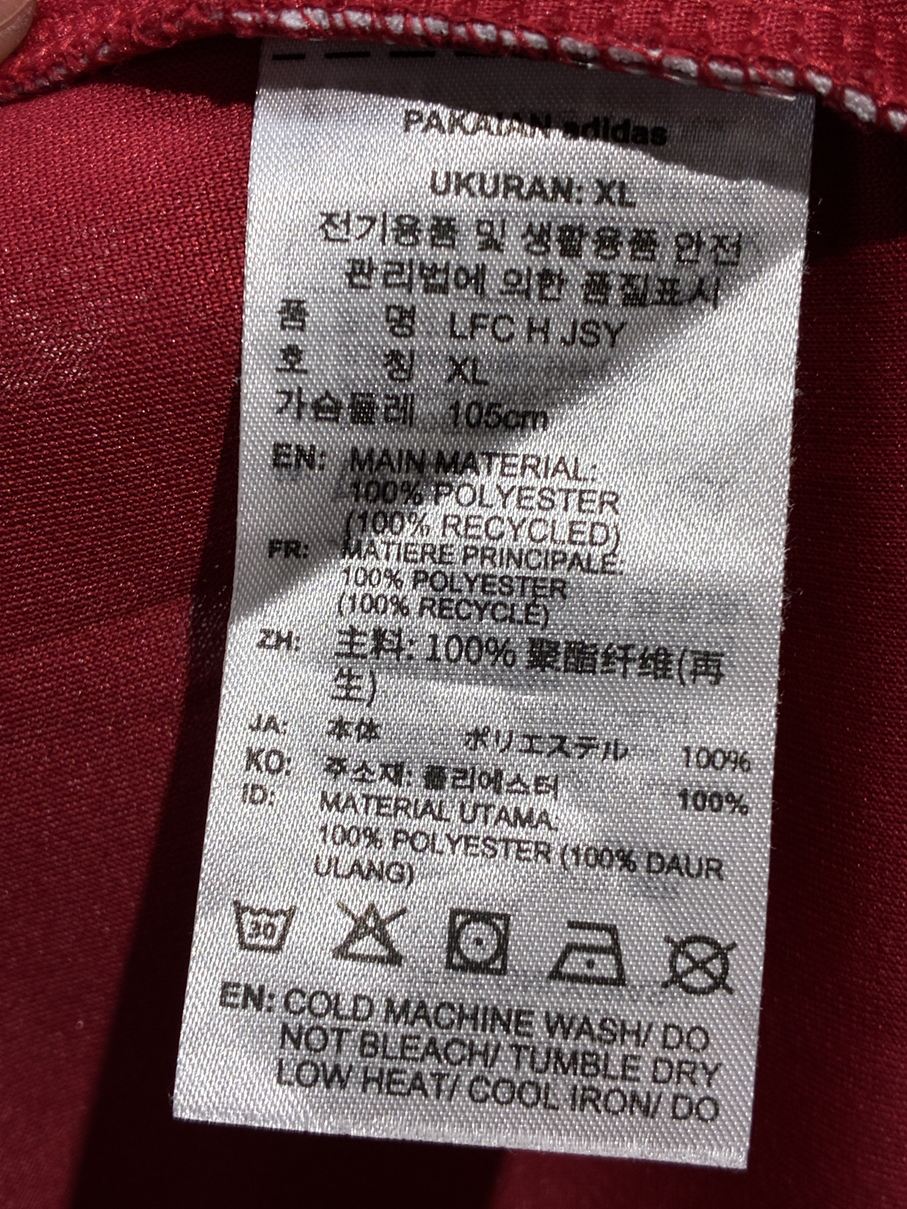 PAKAIAN adidas
UKURAN: XL
전기용품 및 생활용품 안전
관리법에 의한 품질표시
품 명 LFC H JSY
호 칭 XL
가슴둘레 105cm
EN: MAIN MATERIAL:
100% POLYESTER
(100% RECYCLED)
FR: MATIERE PRINCIPALE:
100% POLYESTER
(100% RECYCLÉ)
ZH: 主料: 100% 聚酯纤维(再
生)
JA: 本体 ポリエステル 100%
KO: 주소재: 폴리에스터 100%
ID: MATERIAL UTAMA
100% POLYESTER (100% DAUR
ULANG)
30
EN: COLD MACHINE WASH/ DO
NOT BLEACH/ TUMBLE DRY
LOW HEAT/ COOL IRON/ DO